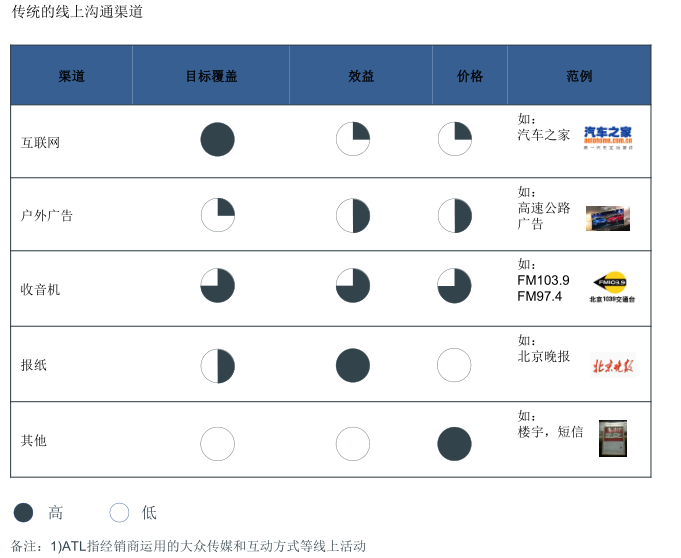 传统的线上沟通渠道
渠道 目标覆盖 效益 价格 范例
互联网
如:
汽车之家
汽车之家
autohome.com.cn
户外广告
如:
高速公路
广告
收音机
如:
FM103.9
FM97.4
FM103.9
北京1039交通台
报纸
如:
北京晚报
北京晚报
其他
如:
楼宇，短信
高 低
备注：1)ATL指经销商运用的大众传媒和互动方式等线上活动